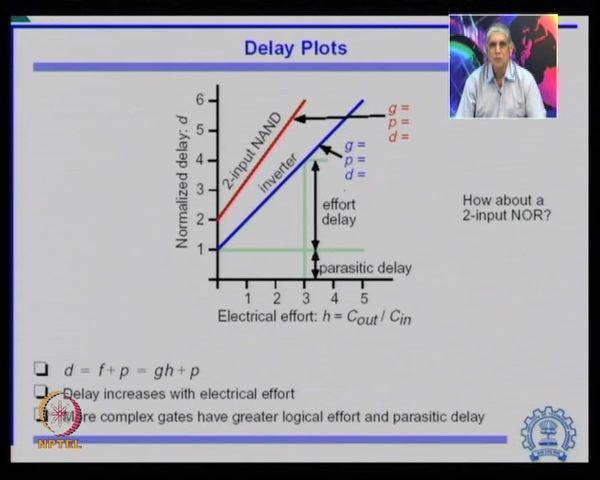 Delay Plots
Normalized delay: d
6
5
4
3
2
1
2-input NAND
inverter
g =
p =
d =
g =
p =
d =
effort
delay
parasitic delay
1 2 3 4 5
Electrical effort: h = Cout / Cin
How about a
2-input NOR?
d = f + p = gh + p
Delay increases with electrical effort
More complex gates have greater logical effort and parasitic delay
NPTEL